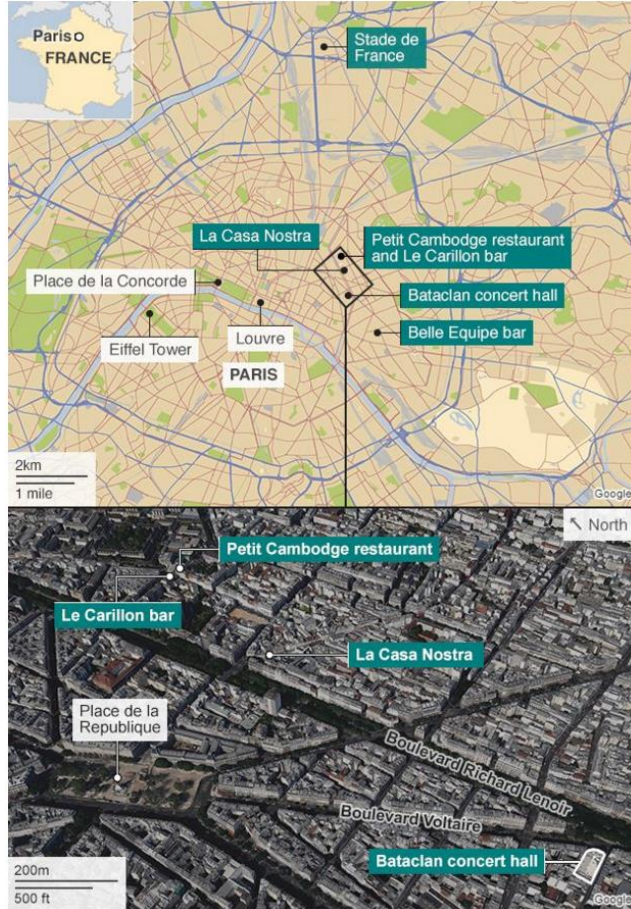 Paris
FRANCE
Stade de
France
La Casa Nostra
Petit Cambodge restaurant
and Le Carillon bar
Place de la Concorde
Bataclan concert hall
Eiffel Tower
Louvre
Belle Equipe bar
PARIS
2km
1 mile
Google
North
Petit Cambodge restaurant
Le Carillon bar
La Casa Nostra
Place de la
Republique
Boulevard Richard Lenoir
Boulevard Voltaire
Bataclan concert hall
200m
500 ft
Google